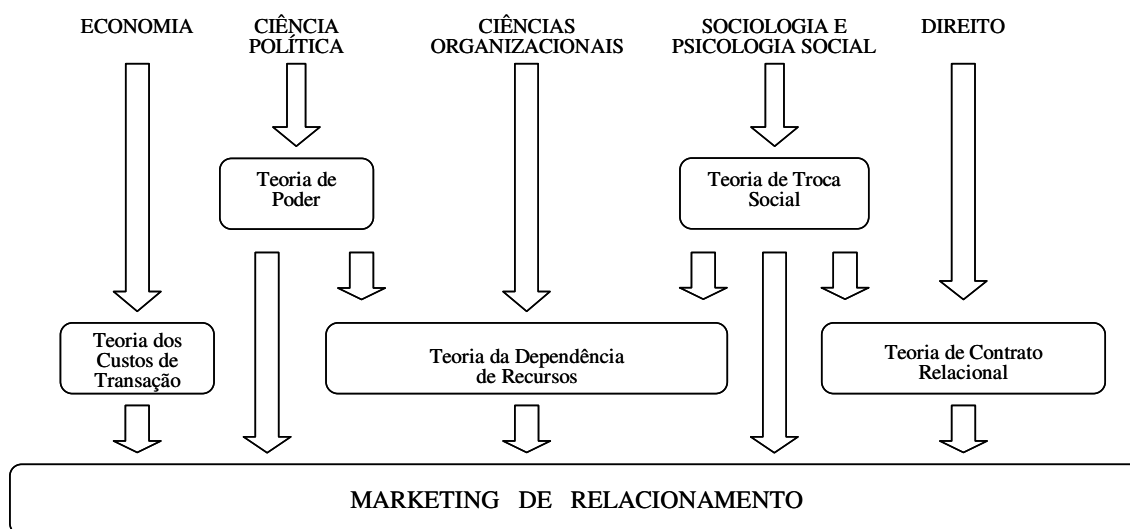 ECONOMIA
CIÊNCIA
POLÍTICA
CIÊNCIAS
ORGANIZACIONAIS
SOCIOLOGIA E
PSICOLOGIA SOCIAL
DIREITO
Teoria de
Poder
Teoria de Troca
Social
Teoria dos
Custos de
Transação
Teoria da Dependência
de Recursos
Teoria de Contrato
Relacional
MARKETING DE RELACIONAMENTO